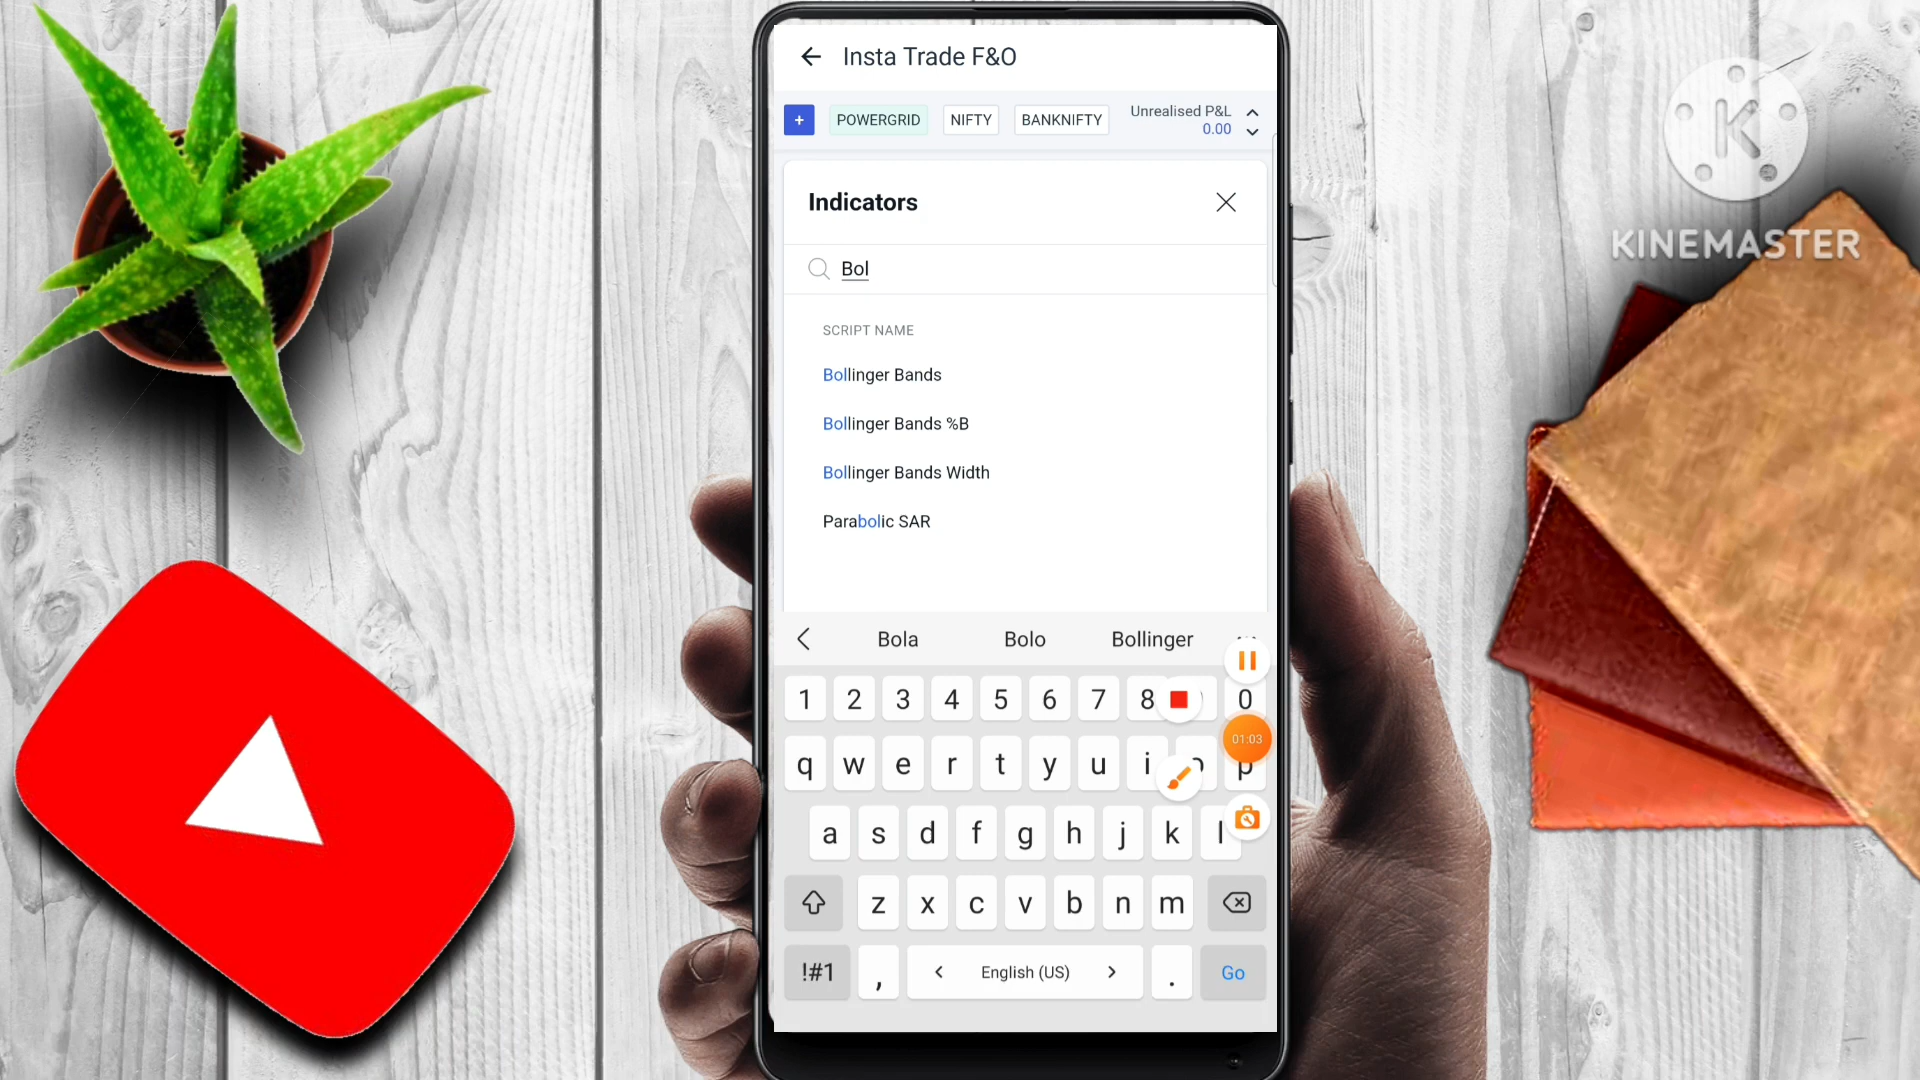 Insta Trade F&O
+ POWERGRID NIFTY BANKNIFTY Unrealised P&L
0.00
Indicators
Bol
SCRIPT NAME
Bollinger Bands
Bollinger Bands %B
Bollinger Bands Width
Parabolic SAR
Bola Bolo Bollinger
1 2 3 4 5 6 7 8 0
01:03
q w e r t y u i o p
a s d f g h j k l
z x c v b n m
!#1 , < English (US) > . Go
K
KINEMASTER